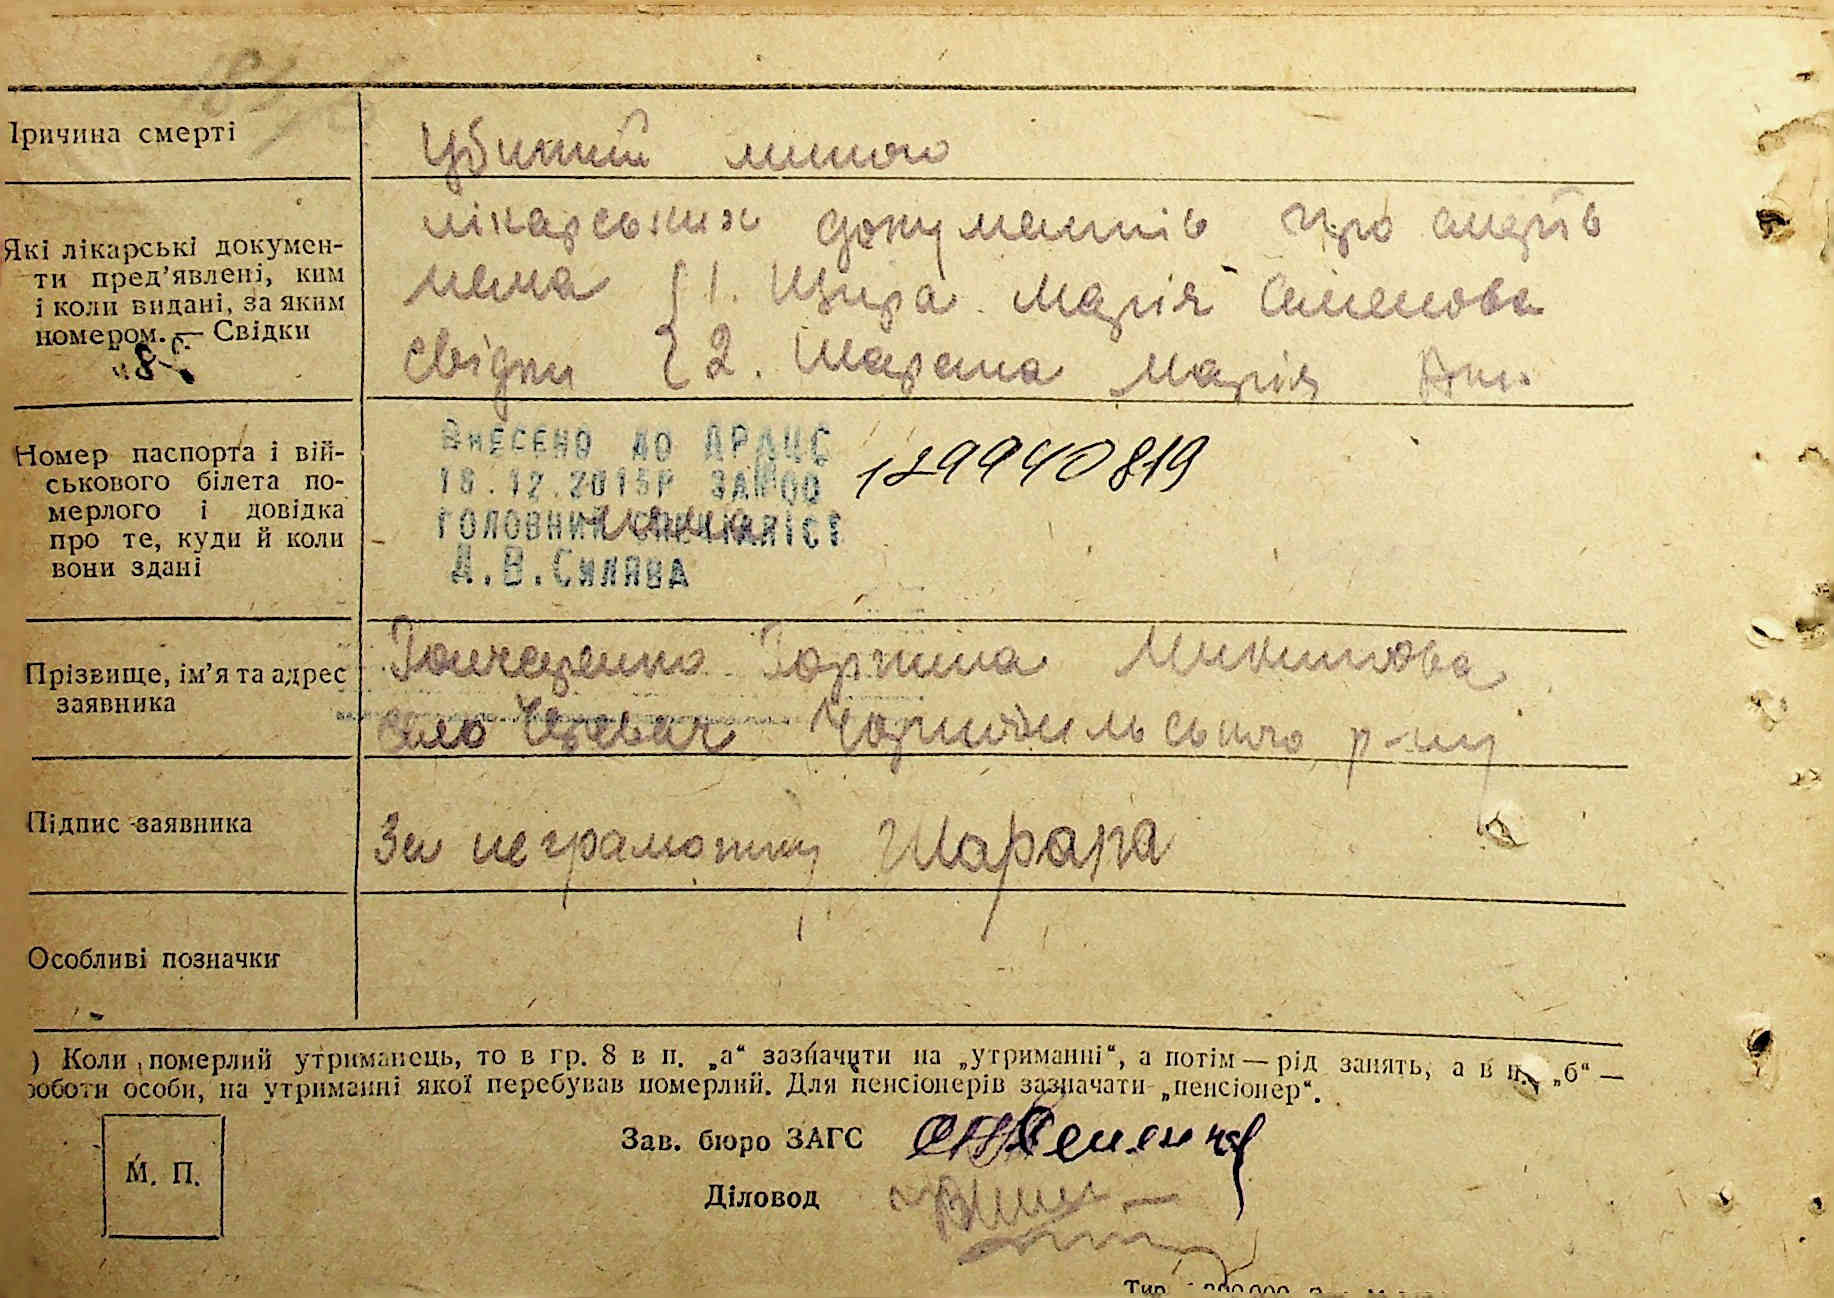 Причина смерті
Убитий миною
Які лікарські докумен-
ти пред’явлені, ким
і коли видані, за яким
номером. — Свідки
лікарських документів про смерть
нема { 1. Щира Марія Семенова
свідки { 2. Шарапа Марія
Номер паспорта і вій-
ськового білета по-
мерлого і довідка
про те, куди й коли
вони здані
Внесено до ДРАЦС
18.12.2015р
Головний спеціаліст
А.В.Силява
нема
Прізвище, ім’я та адрес
заявника
Гончаренко Горпина Микитова
село Черевач Чорнобильського р-ну
Підпис заявника
За неграмотну Шарапа
Особливі позначки
) Коли померлий утриманець, то в гр. 8 в п. „а“ зазначити на „утриманні“, а потім — рід занять, а в п. „б“ —
роботи особи, на утриманні якої перебував померлий. Для пенсіонерів зазначати „пенсіонер“.
М. П.
Зав. бюро ЗАГС
Діловод